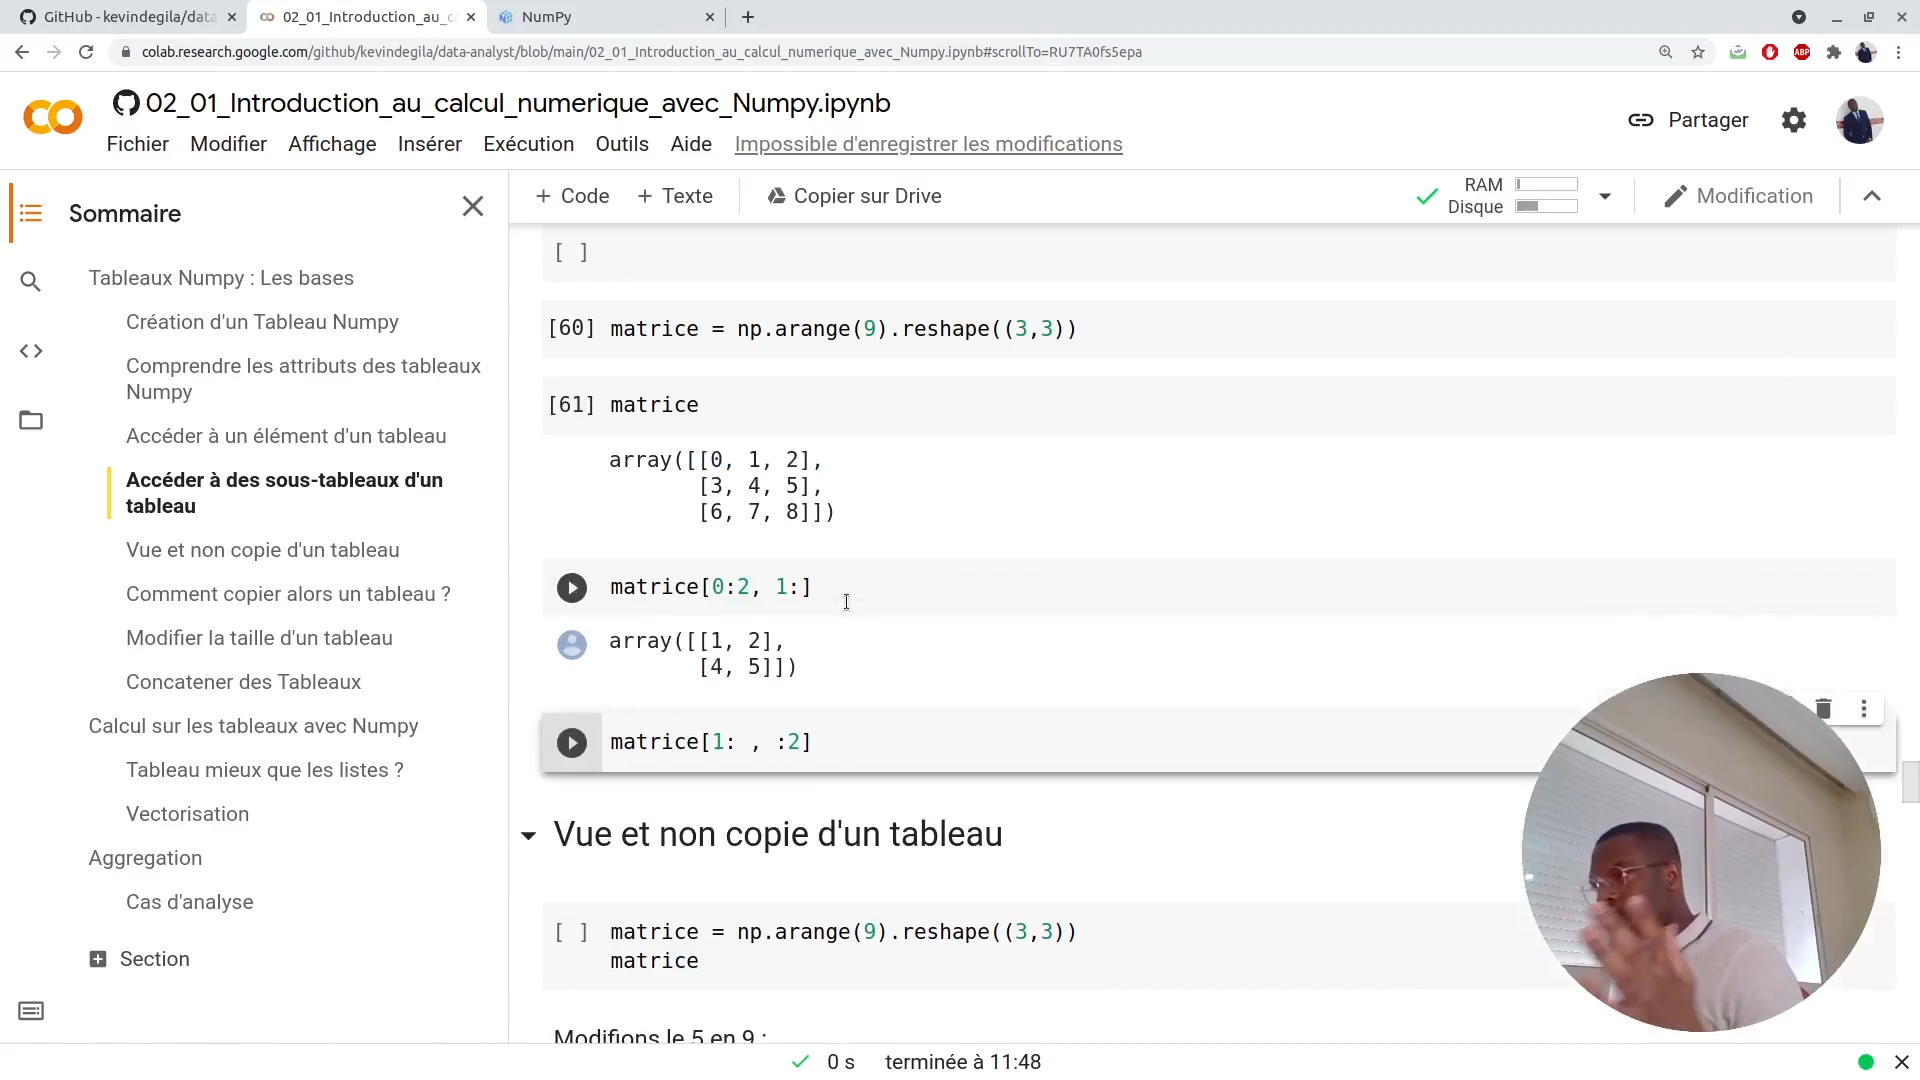 GitHub - kevindegila/data
02_01_Introduction_au_c
NumPy
colab.research.google.com/github/kevindegila/data-analyst/blob/main/02_01_Introduction_au_calcul_numerique_avec_Numpy.ipynb#scrollTo=RU7TA0fs5epa
ABP
02_01_Introduction_au_calcul_numerique_avec_Numpy.ipynb
Fichier Modifier Affichage Insérer Exécution Outils Aide Impossible d'enregistrer les modifications
Partager
+ Code + Texte Copier sur Drive
RAM
Disque
Modification
Sommaire
Tableaux Numpy : Les bases
Création d'un Tableau Numpy
Comprendre les attributs des tableaux
Numpy
Accéder à un élément d'un tableau
Accéder à des sous-tableaux d'un
tableau
Vue et non copie d'un tableau
Comment copier alors un tableau ?
Modifier la taille d'un tableau
Concatener des Tableaux
Calcul sur les tableaux avec Numpy
Tableau mieux que les listes ?
Vectorisation
Aggregation
Cas d'analyse
Section
[ ]
[60] matrice = np.arange(9).reshape((3,3))
[61] matrice
array([[0, 1, 2],
[3, 4, 5],
[6, 7, 8]])
matrice[0:2, 1:]
array([[1, 2],
[4, 5]])
matrice[1: , :2]
Vue et non copie d'un tableau
[ ] matrice = np.arange(9).reshape((3,3))
matrice
Modifions le 5 en 9 :
0 s terminée à 11:48